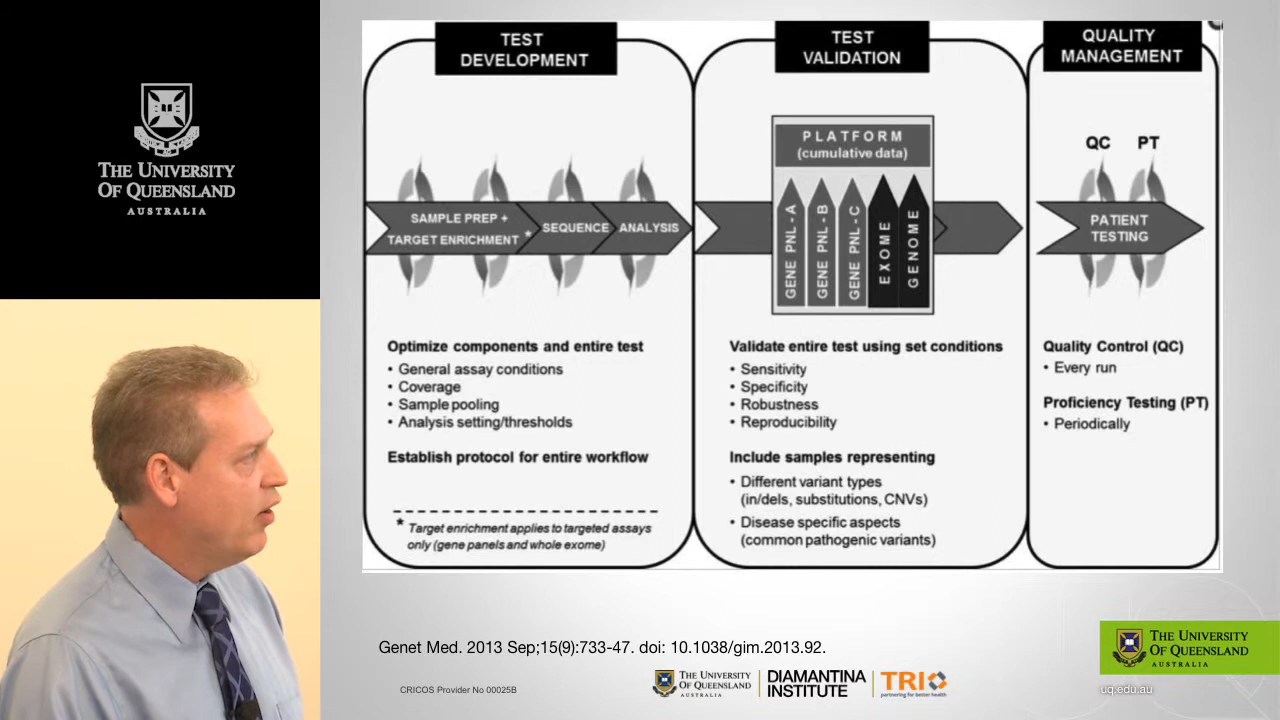 THE UNIVERSITY
OF QUEENSLAND
AUSTRALIA
TEST
DEVELOPMENT
SAMPLE PREP +
TARGET ENRICHMENT *
SEQUENCE
ANALYSIS
Optimize components and entire test
• General assay conditions
• Coverage
• Sample pooling
• Analysis setting/thresholds
Establish protocol for entire workflow
* Target enrichment applies to targeted assays
only (gene panels and whole exome)
TEST
VALIDATION
PLATFORM
(cumulative data)
GENE PNL - A
GENE PNL - B
GENE PNL - C
EXOME
GENOME
Validate entire test using set conditions
• Sensitivity
• Specificity
• Robustness
• Reproducibility
Include samples representing
• Different variant types
(in/dels, substitutions, CNVs)
• Disease specific aspects
(common pathogenic variants)
QUALITY
MANAGEMENT
QC PT
PATIENT
TESTING
Quality Control (QC)
• Every run
Proficiency Testing (PT)
• Periodically
Genet Med. 2013 Sep;15(9):733-47. doi: 10.1038/gim.2013.92.
CRICOS Provider No 00025B
THE UNIVERSITY
OF QUEENSLAND
AUSTRALIA
DIAMANTINA
INSTITUTE
TRI
partnering for better health
THE UNIVERSITY
OF QUEENSLAND
AUSTRALIA
uq.edu.au